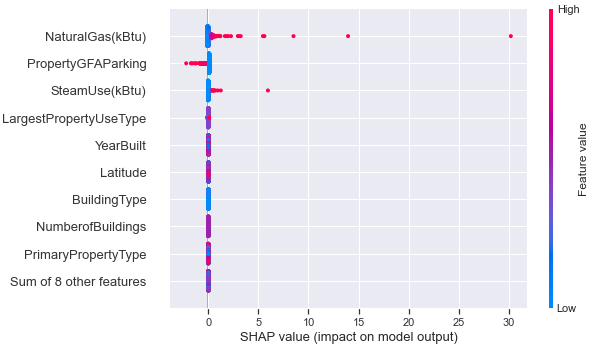 High
NaturalGas(kBtu)
PropertyGFAParking
SteamUse(kBtu)
LargestPropertyUseType
YearBuilt
Latitude
BuildingType
NumberofBuildings
PrimaryPropertyType
Sum of 8 other features
Feature value
Low
0 5 10 15 20 25 30
SHAP value (impact on model output)